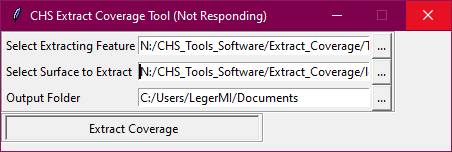 CHS Extract Coverage Tool (Not Responding)
Select Extracting Feature N:/CHS_Tools_Software/Extract_Coverage/T ...
Select Surface to Extract N:/CHS_Tools_Software/Extract_Coverage/I ...
Output Folder C:/Users/LegerMI/Documents ...
Extract Coverage